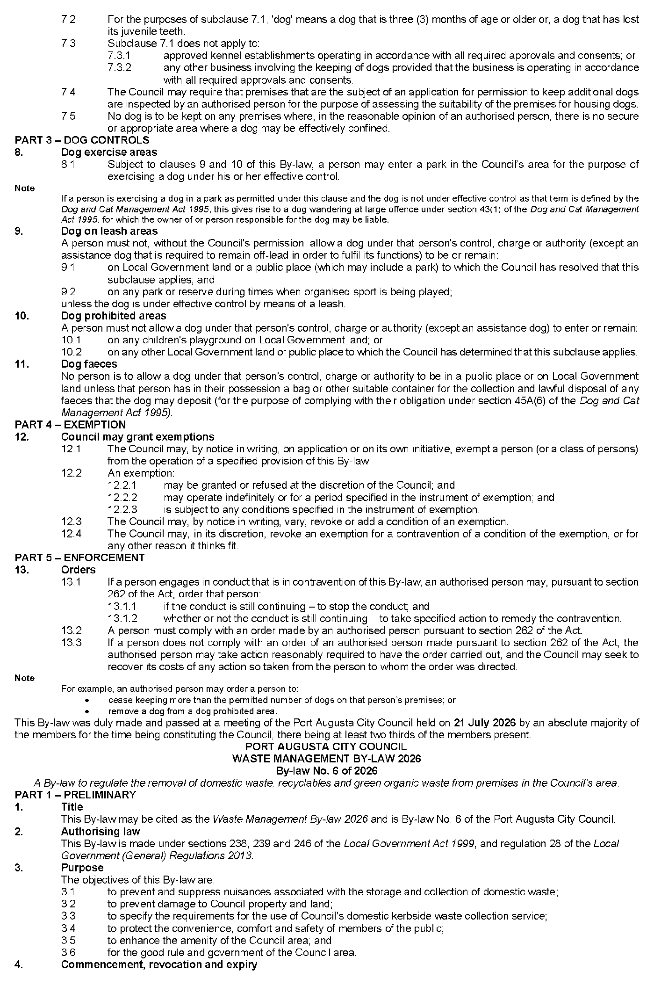 7.2 For the purposes of subclause 7.1, 'dog' means a dog that is three (3) months of age or older or, a dog that has lost
its juvenile teeth.
7.3 Subclause 7.1 does not apply to:
7.3.1 approved kennel establishments operating in accordance with all required approvals and consents; or
7.3.2 any other business involving the keeping of dogs provided that the business is operating in accordance
with all required approvals and consents.
7.4 The Council may require that premises that are the subject of an application for permission to keep additional dogs
are inspected by an authorised person for the purpose of assessing the suitability of the premises for housing dogs.
7.5 No dog is to be kept on any premises where, in the reasonable opinion of an authorised person, there is no secure
or appropriate area where a dog may be effectively confined.
PART 3 – DOG CONTROLS
8. Dog exercise areas
8.1 Subject to clauses 9 and 10 of this By-law, a person may enter a park in the Council's area for the purpose of
exercising a dog under his or her effective control.
Note
If a person is exercising a dog in a park as permitted under this clause and the dog is not under effective control as that term is defined by the
Dog and Cat Management Act 1995, this gives rise to a dog wandering at large offence under section 43(1) of the Dog and Cat Management
Act 1995, for which the owner of or person responsible for the dog may be liable.
9. Dog on leash areas
A person must not, without the Council's permission, allow a dog under that person's control, charge or authority (except an
assistance dog that is required to remain off-lead in order to fulfil its functions) to be or remain:
9.1 on Local Government land or a public place (which may include a park) to which the Council has resolved that this
subclause applies; and
9.2 on any park or reserve during times when organised sport is being played;
unless the dog is under effective control by means of a leash.
10. Dog prohibited areas
A person must not allow a dog under that person's control, charge or authority (except an assistance dog) to enter or remain:
10.1 on any children's playground on Local Government land; or
10.2 on any other Local Government land or public place to which the Council has determined that this subclause applies.
11. Dog faeces
No person is to allow a dog under that person's control, charge or authority to be in a public place or on Local Government
land unless that person has in their possession a bag or other suitable container for the collection and lawful disposal of any
faeces that the dog may deposit (for the purpose of complying with their obligation under section 45A(6) of the Dog and Cat
Management Act 1995).
PART 4 – EXEMPTION
12. Council may grant exemptions
12.1 The Council may, by notice in writing, on application or on its own initiative, exempt a person (or a class of persons)
from the operation of a specified provision of this By-law.
12.2 An exemption:
12.2.1 may be granted or refused at the discretion of the Council; and
12.2.2 may operate indefinitely or for a period specified in the instrument of exemption; and
12.2.3 is subject to any conditions specified in the instrument of exemption.
12.3 The Council may, by notice in writing, vary, revoke or add a condition of an exemption.
12.4 The Council may, in its discretion, revoke an exemption for a contravention of a condition of the exemption, or for
any other reason it thinks fit.
PART 5 – ENFORCEMENT
13. Orders
13.1 If a person engages in conduct that is in contravention of this By-law, an authorised person may, pursuant to section
262 of the Act, order that person:
13.1.1 if the conduct is still continuing – to stop the conduct; and
13.1.2 whether or not the conduct is still continuing – to take specified action to remedy the contravention.
13.2 A person must comply with an order made by an authorised person pursuant to section 262 of the Act.
13.3 If a person does not comply with an order of an authorised person made pursuant to section 262 of the Act, the
authorised person may take action reasonably required to have the order carried out, and the Council may seek to
recover its costs of any action so taken from the person to whom the order was directed.
Note
For example, an authorised person may order a person to:
• cease keeping more than the permitted number of dogs on that person`s premises; or
• remove a dog from a dog prohibited area.
This By-law was duly made and passed at a meeting of the Port Augusta City Council held on 21 July 2026 by an absolute majority of
the members for the time being constituting the Council, there being at least two thirds of the members present.
PORT AUGUSTA CITY COUNCIL
WASTE MANAGEMENT BY-LAW 2026
By-law No. 6 of 2026
A By-law to regulate the removal of domestic waste, recyclables and green organic waste from premises in the Council's area.
PART 1 – PRELIMINARY
1. Title
This By-law may be cited as the Waste Management By-law 2026 and is By-law No. 6 of the Port Augusta City Council.
2. Authorising law
This By-law is made under sections 238, 239 and 246 of the Local Government Act 1999, and regulation 28 of the Local
Government (General) Regulations 2013.
3. Purpose
The objectives of this By-law are:
3.1 to prevent and suppress nuisances associated with the storage and collection of domestic waste;
3.2 to prevent damage to Council property and land;
3.3 to specify the requirements for the use of Council's domestic kerbside waste collection service;
3.4 to protect the convenience, comfort and safety of members of the public;
3.5 to enhance the amenity of the Council area; and
3.6 for the good rule and government of the Council area.
4. Commencement, revocation and expiry